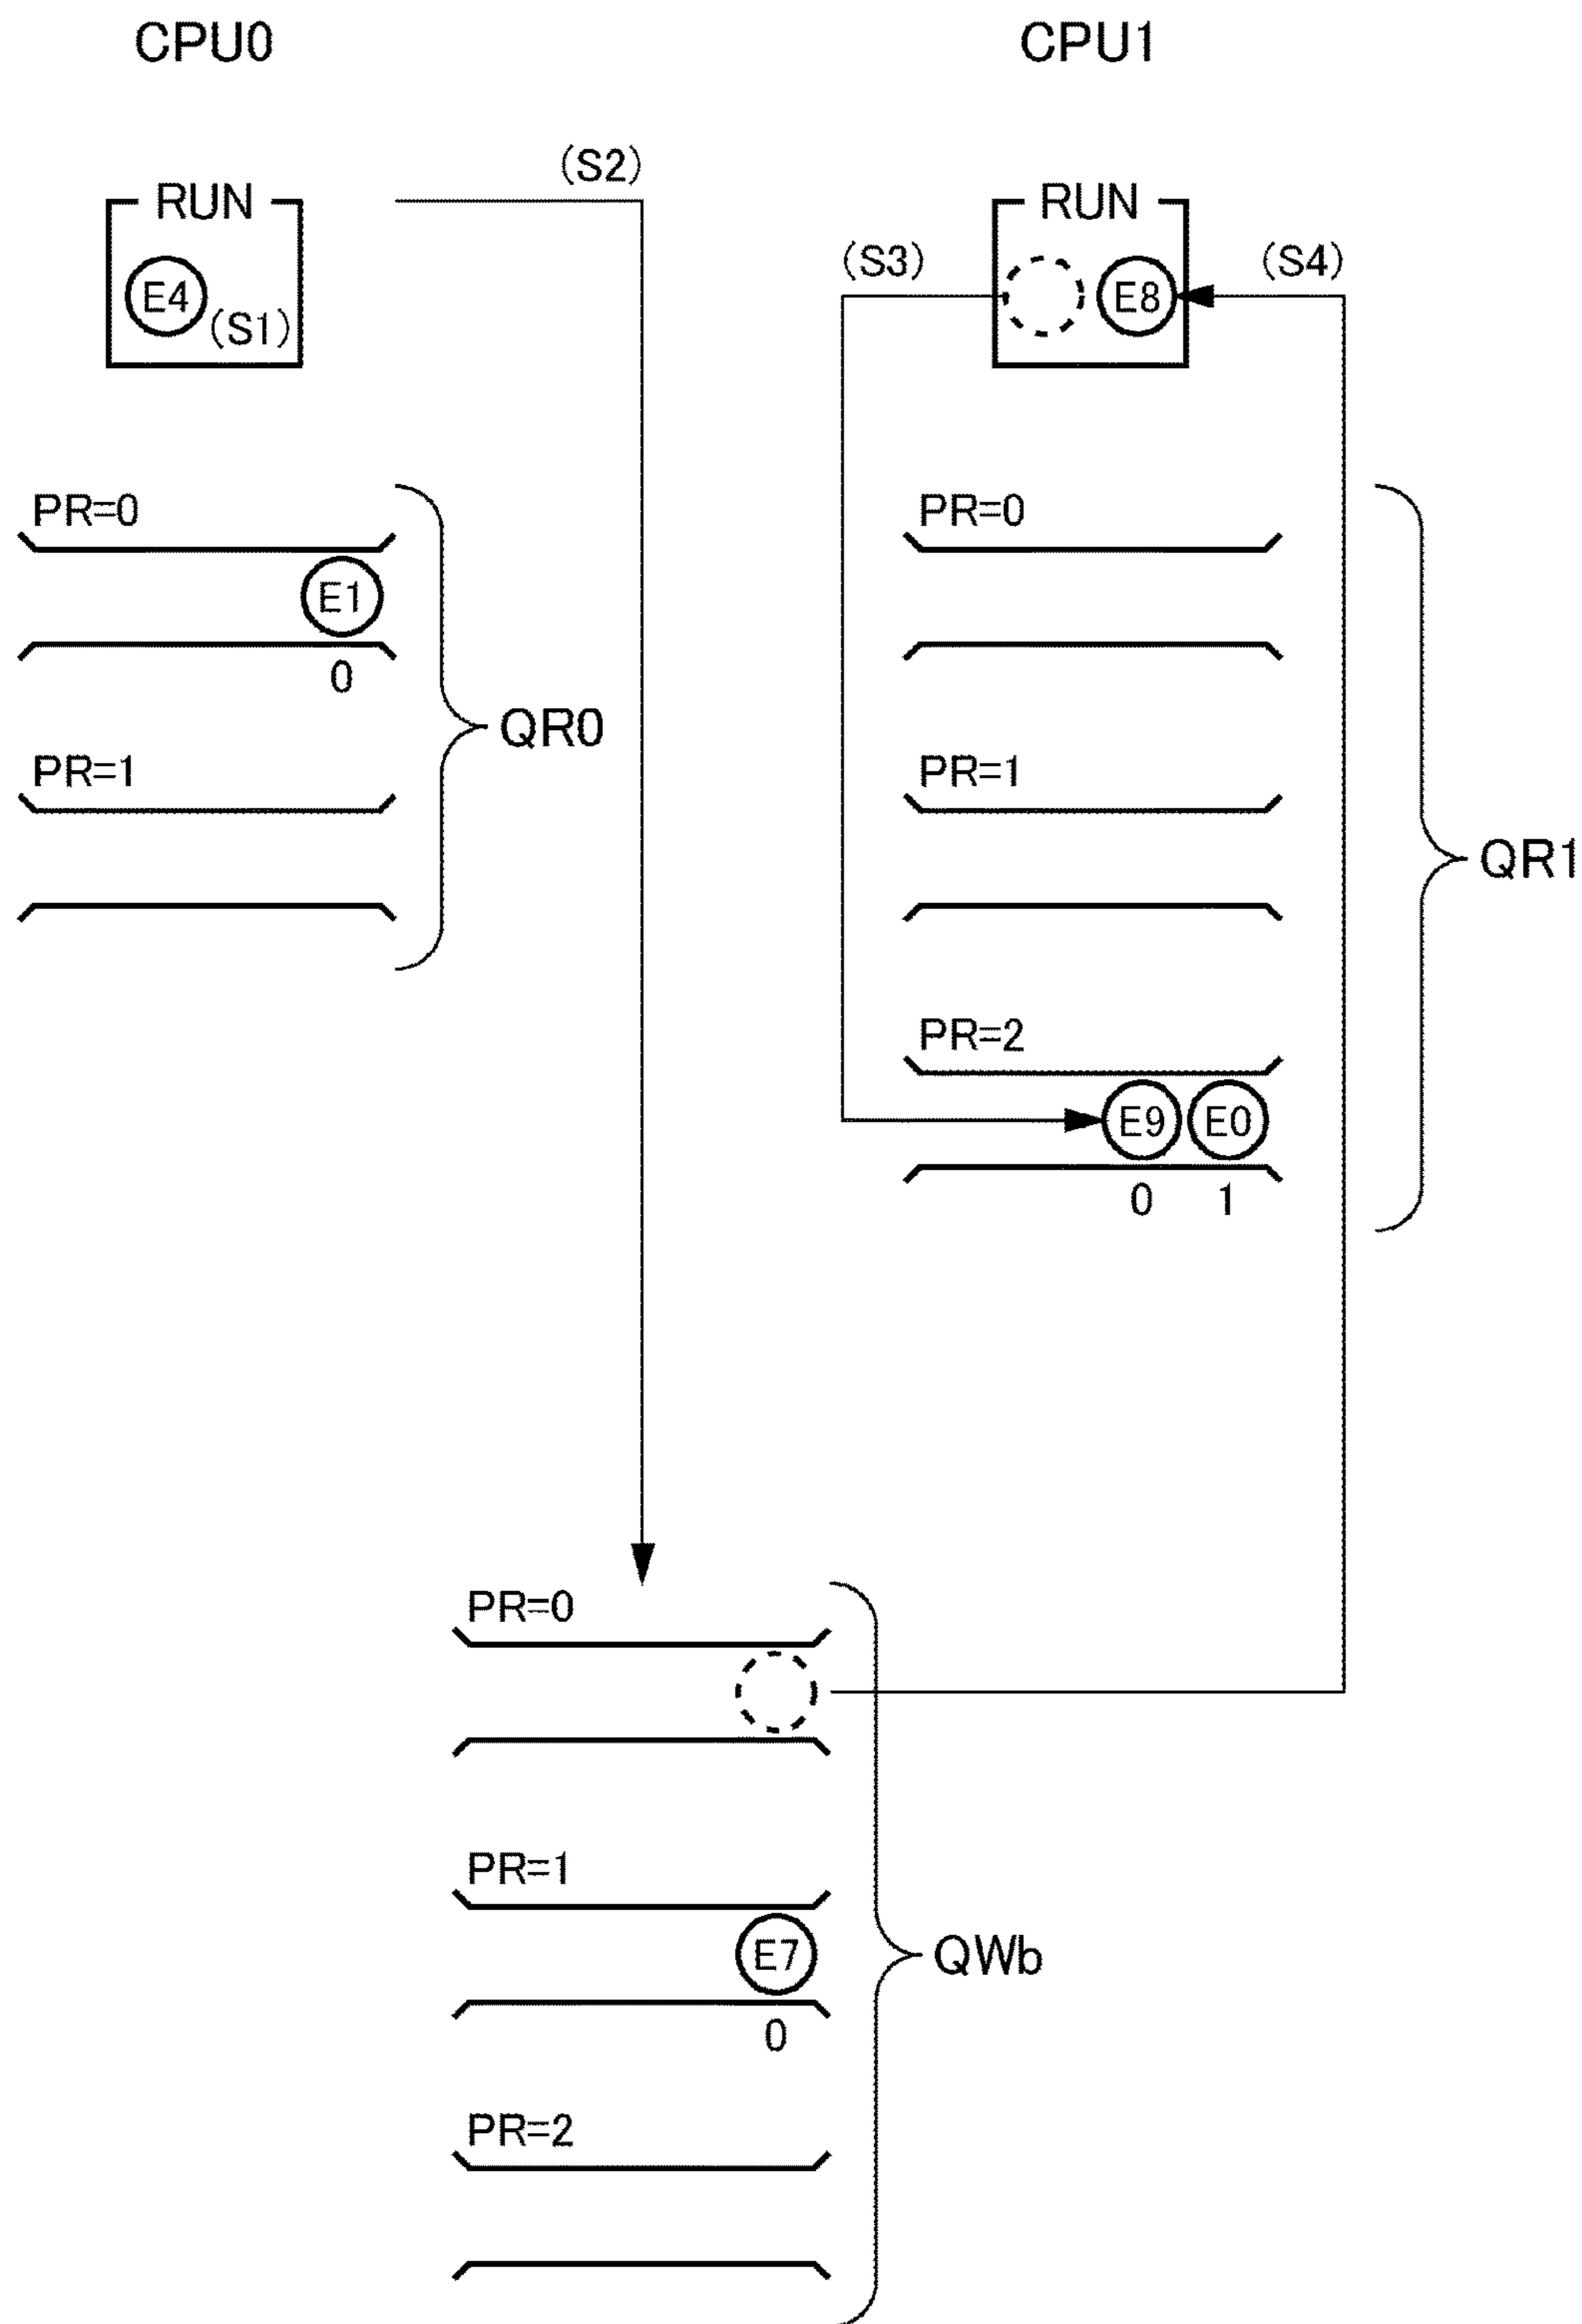 CPU0
CPU1
(S2)
RUN
RUN
(S3)
(S4)
E4
(S1)
E8
PR=0
PR=0
E1
0
QR0
PR=1
PR=1
QR1
PR=2
E9 E0
0 1
PR=0
PR=1
E7
QWb
0
PR=2